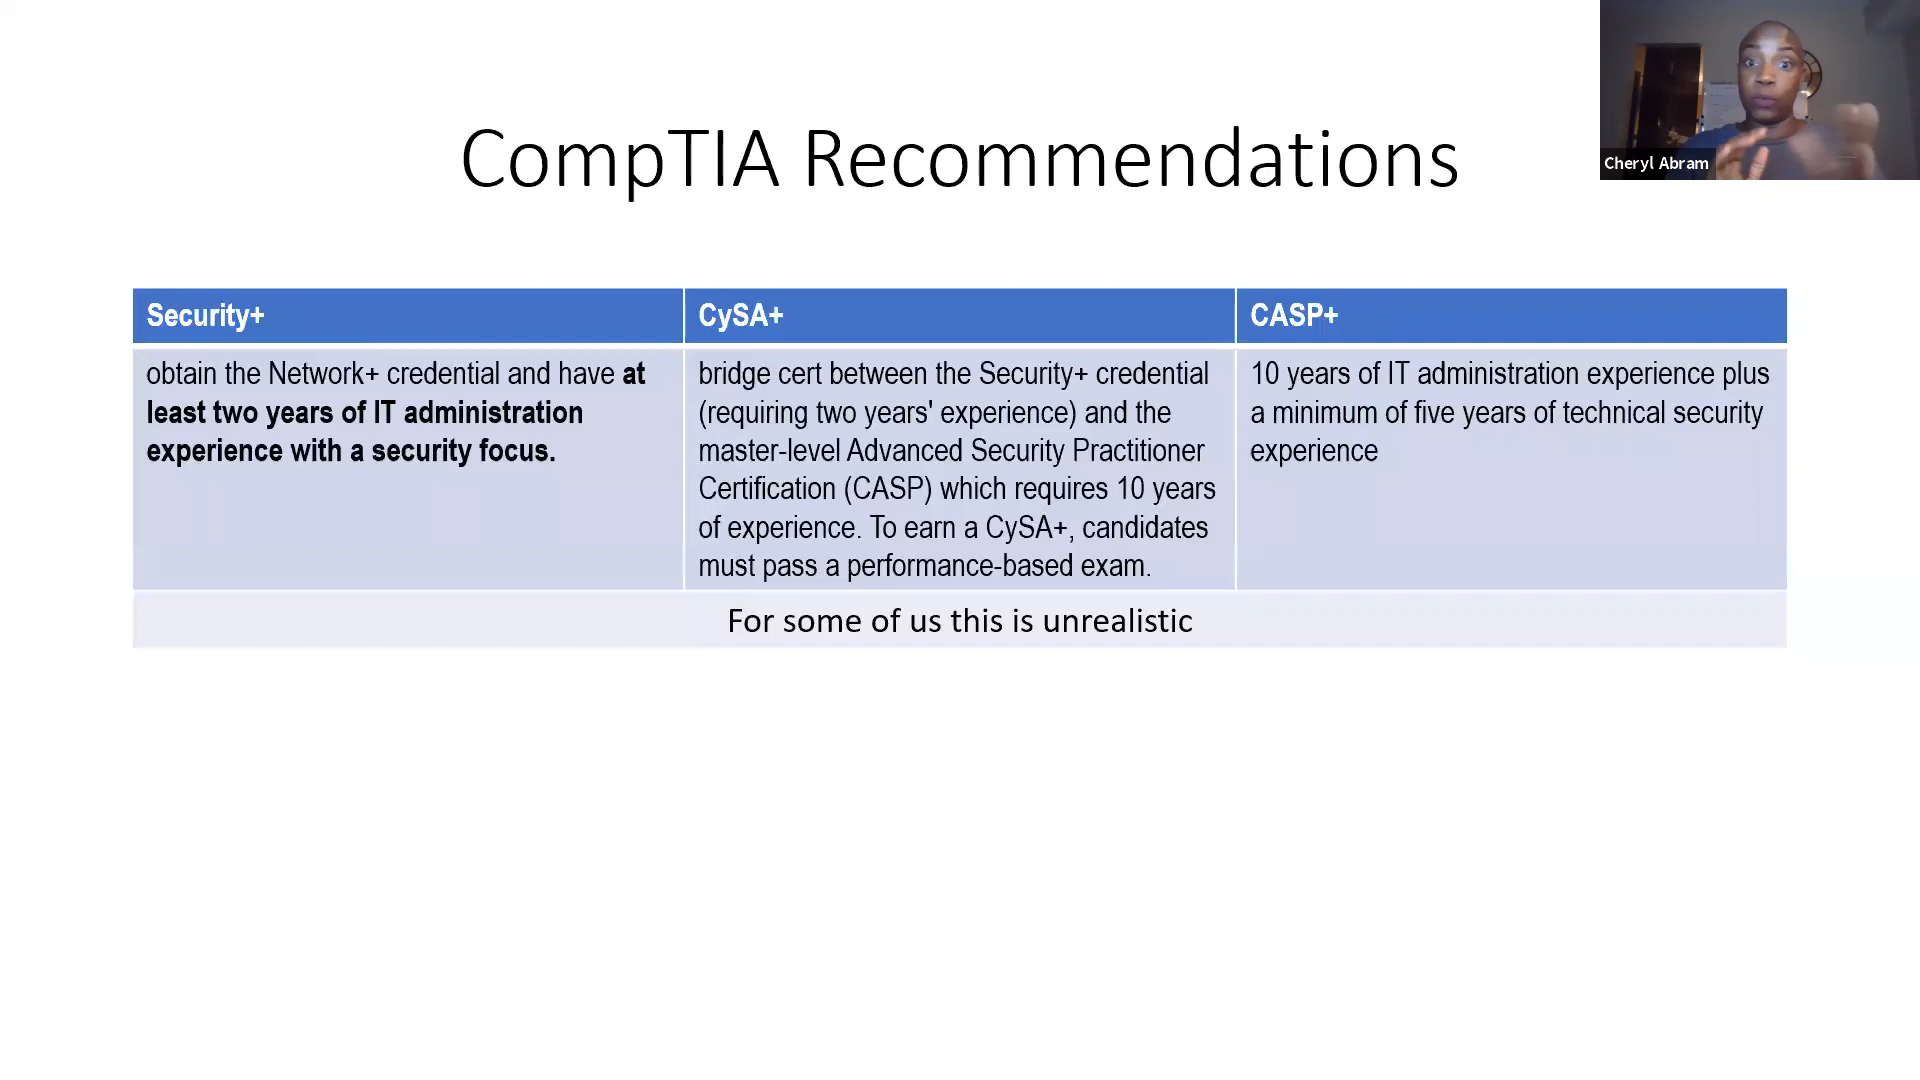 CompTIA Recommendations
Cheryl Abram
Security+
CySA+
CASP+
obtain the Network+ credential and have at
least two years of IT administration
experience with a security focus.
bridge cert between the Security+ credential
(requiring two years' experience) and the
master-level Advanced Security Practitioner
Certification (CASP) which requires 10 years
of experience. To earn a CySA+, candidates
must pass a performance-based exam.
10 years of IT administration experience plus
a minimum of five years of technical security
experience
For some of us this is unrealistic